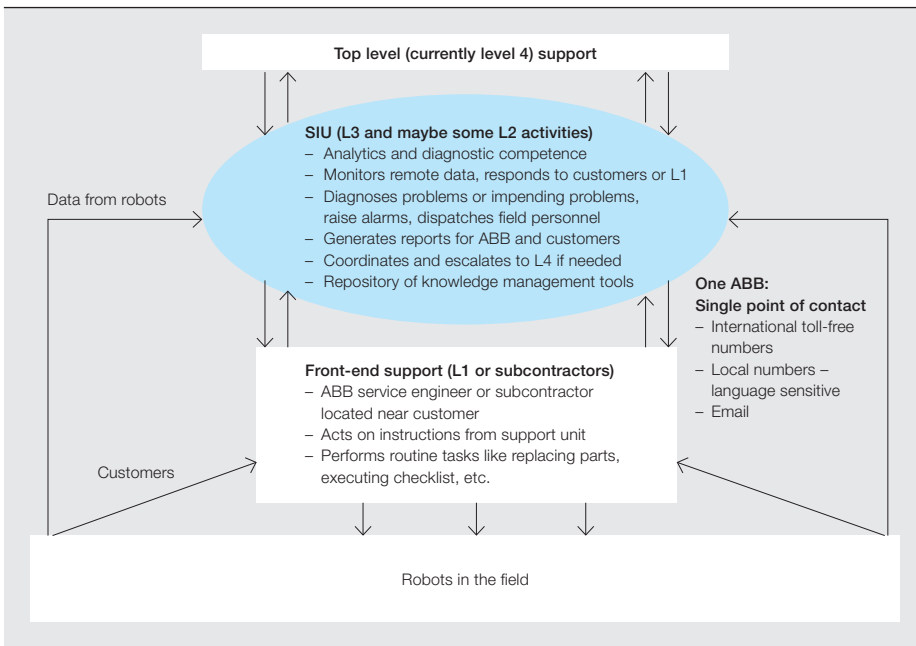 Top level (currently level 4) support
SIU (L3 and maybe some L2 activities)
– Analytics and diagnostic competence
– Monitors remote data, responds to customers or L1
– Diagnoses problems or impending problems,
raise alarms, dispatches field personnel
– Generates reports for ABB and customers
– Coordinates and escalates to L4 if needed
– Repository of knowledge management tools
Data from robots
One ABB:
Single point of contact
– International toll-free
numbers
– Local numbers –
language sensitive
– Email
Front-end support (L1 or subcontractors)
– ABB service engineer or subcontractor
located near customer
– Acts on instructions from support unit
– Performs routine tasks like replacing parts,
executing checklist, etc.
Customers
Robots in the field